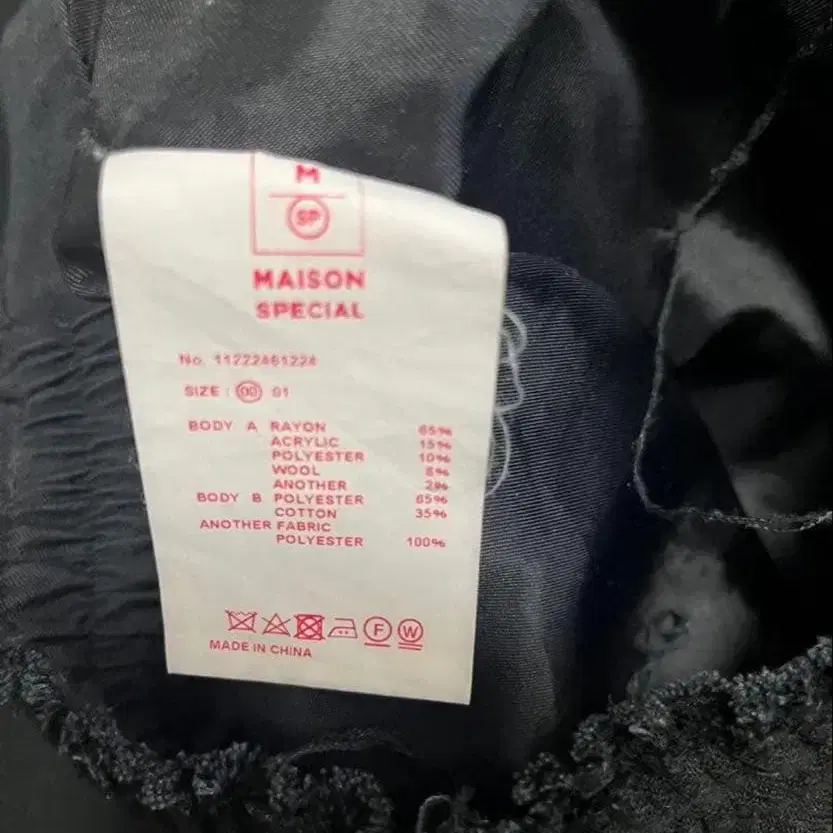 M
SP
MAISON
SPECIAL
No. 11222461224
SIZE : 00 01
BODY A RAYON 65%
ACRYLIC 15%
POLYESTER 10%
WOOL 8%
ANOTHER 2%
BODY B POLYESTER 65%
COTTON 35%
ANOTHER FABRIC
POLYESTER 100%
F W
MADE IN CHINA